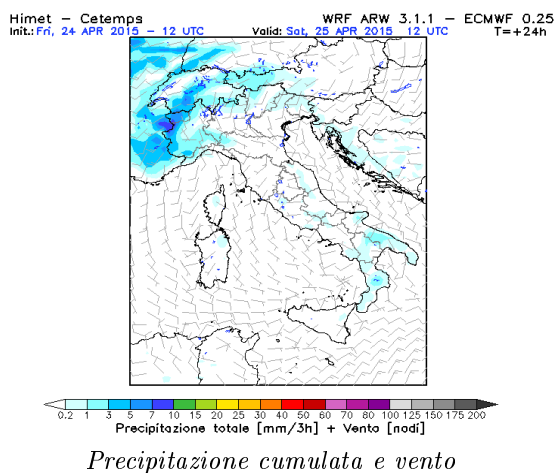 Himet – Cetemps WRF ARW 3.1.1 – ECMWF 0.25
Init.: Fri, 24 APR 2015 – 12 UTC Valid: Sat, 25 APR 2015 12 UTC T=+24h
0.2 1 3 5 7 10 15 20 25 30 40 50 60 70 80 100 125 150 175 200
Precipitazione totale [mm/3h] + Vento [nodi]
Precipitazione cumulata e vento